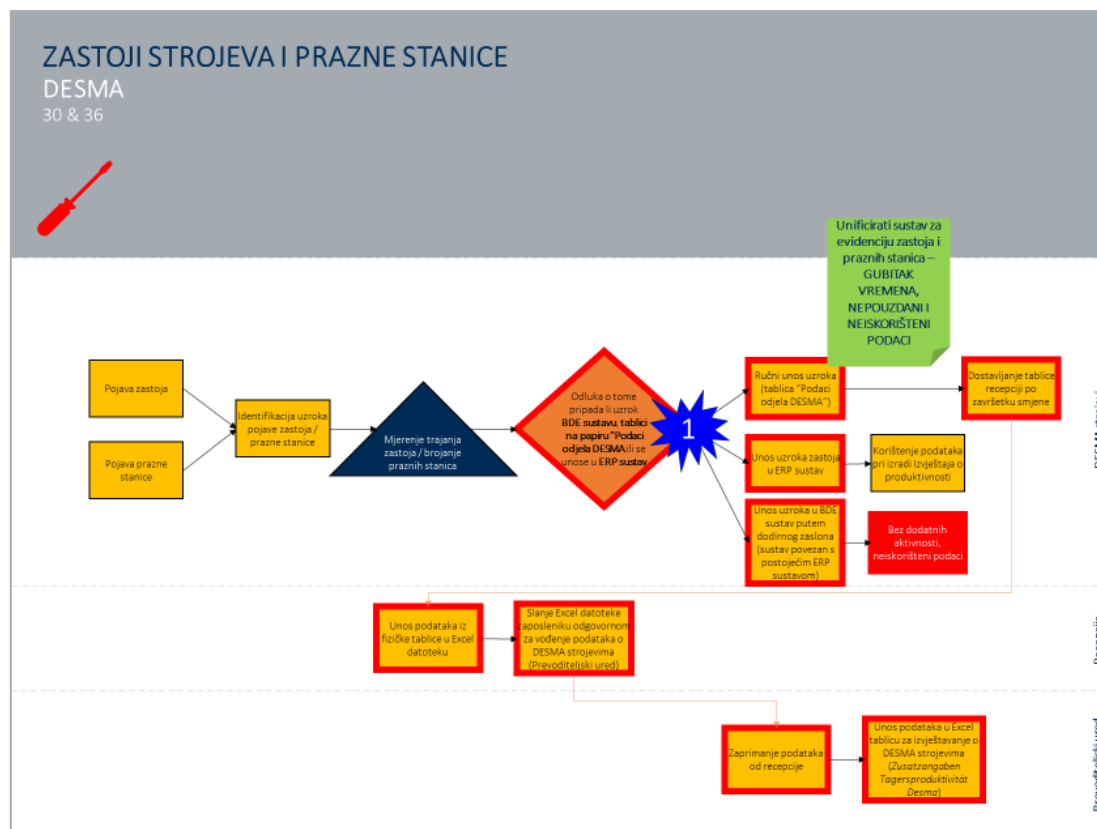 ZASTOJI STROJEVA I PRAZNE STANICE
DESMA
30 & 36
Unificirati sustav za
evidenciju zastoja i
praznih stanica –
GUBITAK
VREMENA,
NEPOUZDANI I
NEISKORIŠTENI
PODACI
Pojava zastoja
Pojava prazne
stanice
Identifikacija uzroka
pojave zastoja /
prazne stanice
Mjerenje trajanja
zastoja / brojanje
praznih stanica
Odluka o tome
pripada li uzrok
BDE sustavu, tablici
na papiru "Podaci
odjela DESMA ili se
unose u ERP sustav
1
Ručni unos uzroka
(tablica "Podaci
odjela DESMA")
Dostavljanje tablice
recepciji po
završetku smjene
Unos uzroka zastoja
u ERP sustav
Korištenje podataka
pri izradi Izvještaja o
produktivnosti
Unos uzroka u BDE
sustav putem
dodirnog zaslona
(sustav povezan s
postojećim ERP
sustavom)
Bez dodatnih
aktivnosti,
neiskorišteni podaci
Unos podataka iz
fizičke tablice u Excel
datoteku
Slanje Excel datoteke
zaposleniku odgovornom
za vođenje podataka o
DESMA strojevima
(Prevoditeljski ured)
Zaprimanje podataka
od recepcije
Unos podataka u Excel
tablicu za izvještavanje o
DESMA strojevima
(Zusatzangaben
Tagersproduktivität
Desma)
Prevoditeljski ured